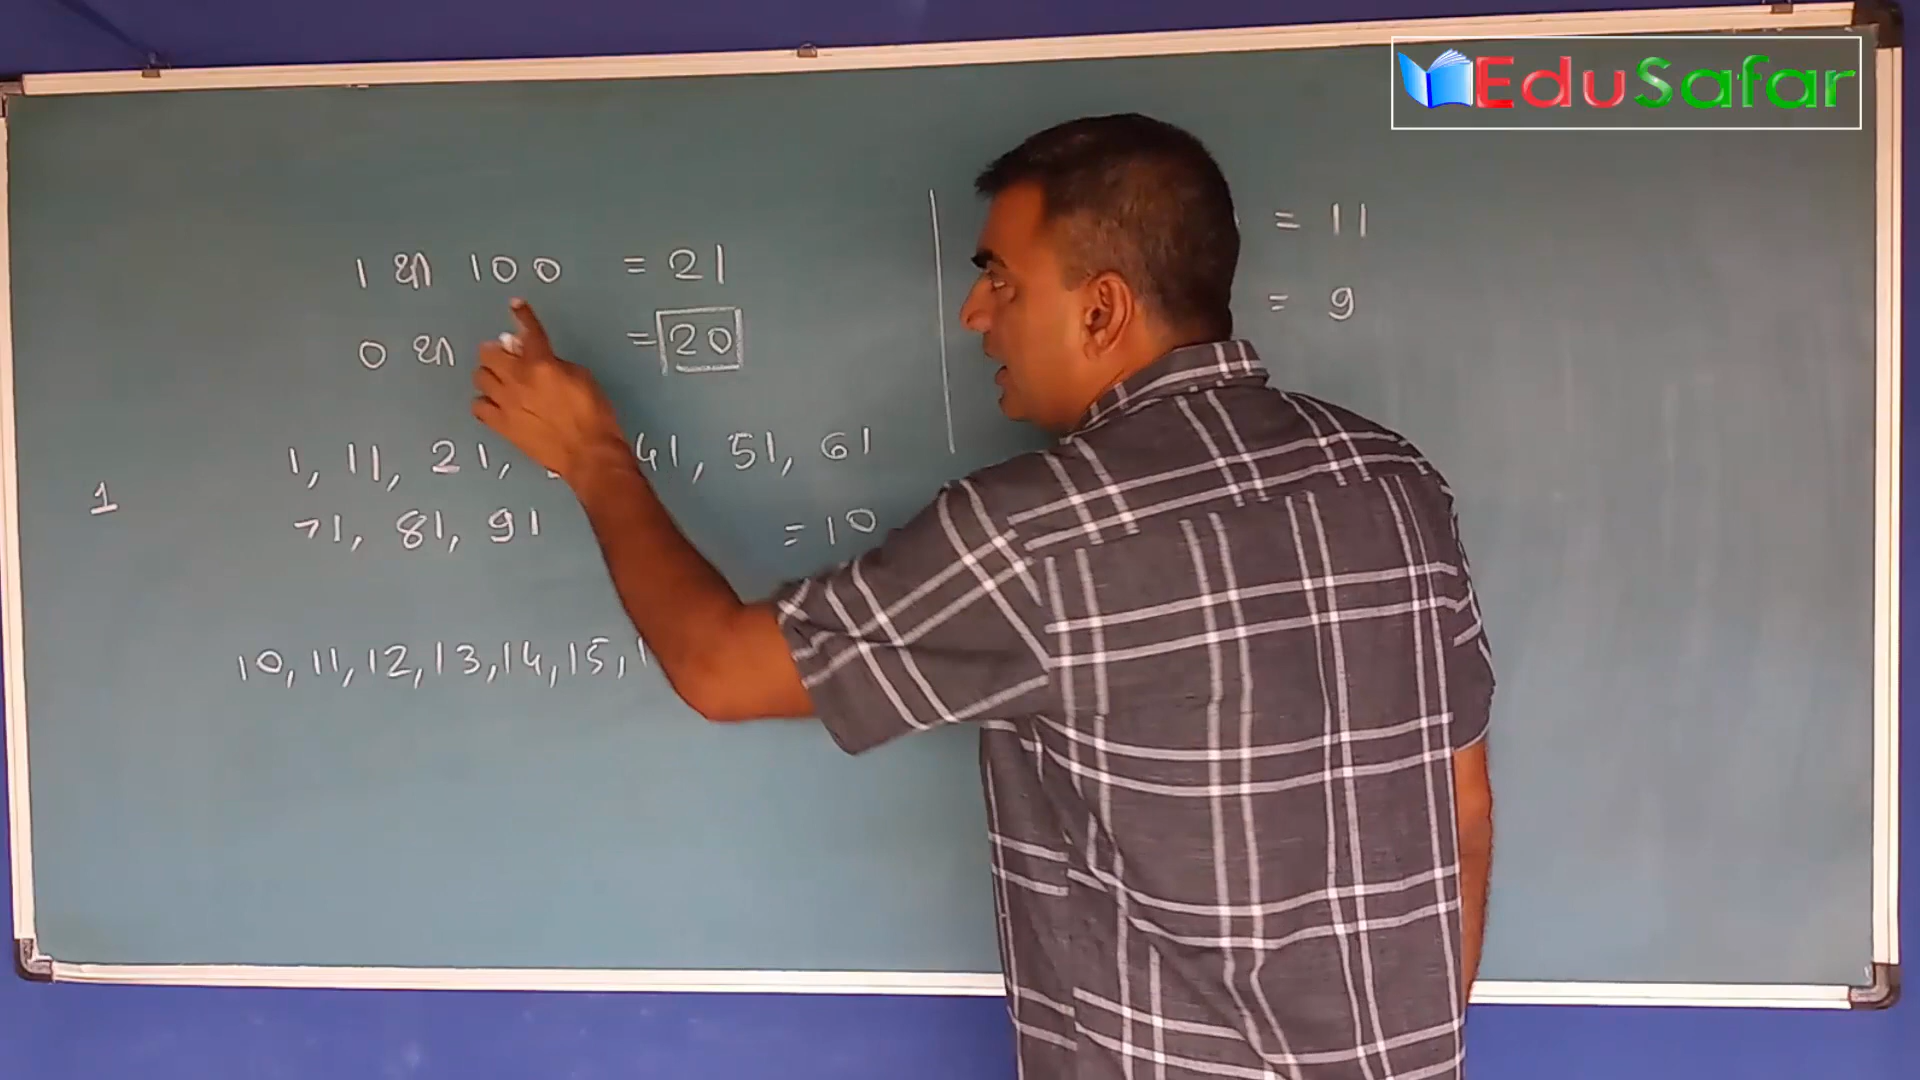 EduSafar
1 થી 100 = 21
0 થી = 20
= 11
= 9
1
1, 11, 21, 41, 51, 61
71, 81, 91 = 10
10, 11, 12, 13, 14, 15, 1